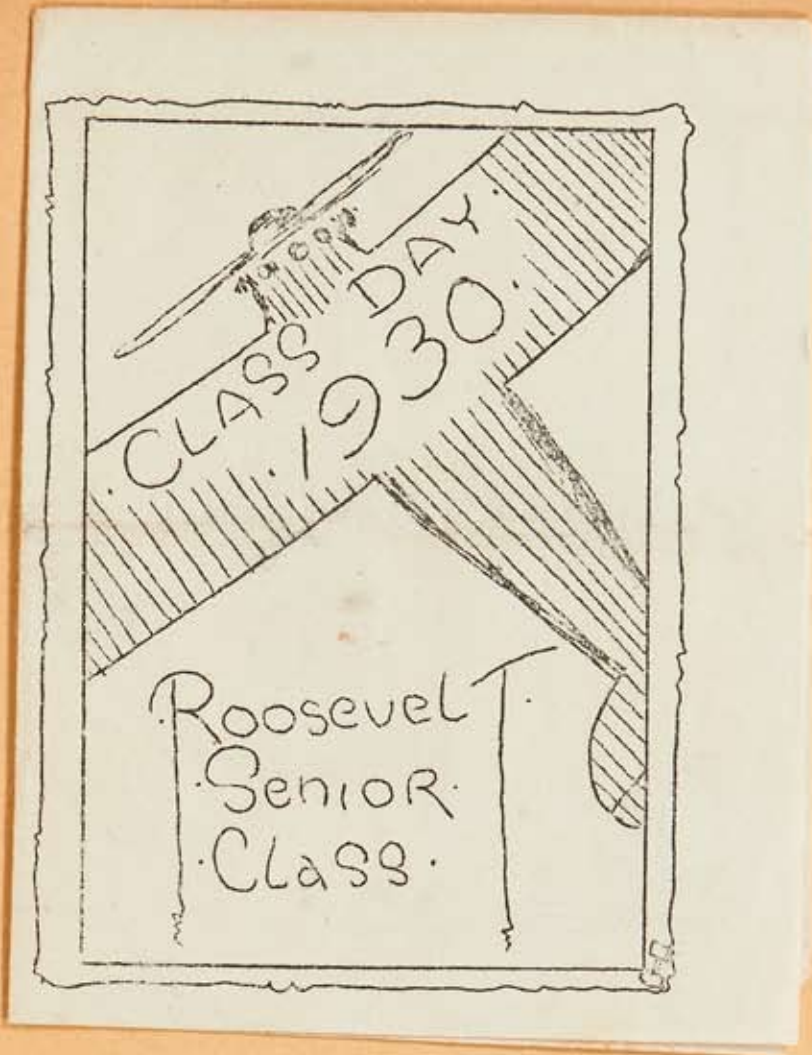 · CLASS DAY ·
· 1930 ·
· Roosevelt ·
· Senior ·
· Class ·